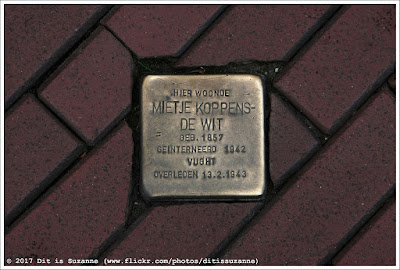 HIER WOONDE
MIETJE KOPPENS-
DE WIT
GEB. 1857
GEÏNTERNEERD 1942
VUGHT
OVERLEDEN 13.2.1943
© 2017 Dit is Suzanne (www.flickr.com/photos/ditissuzanne)